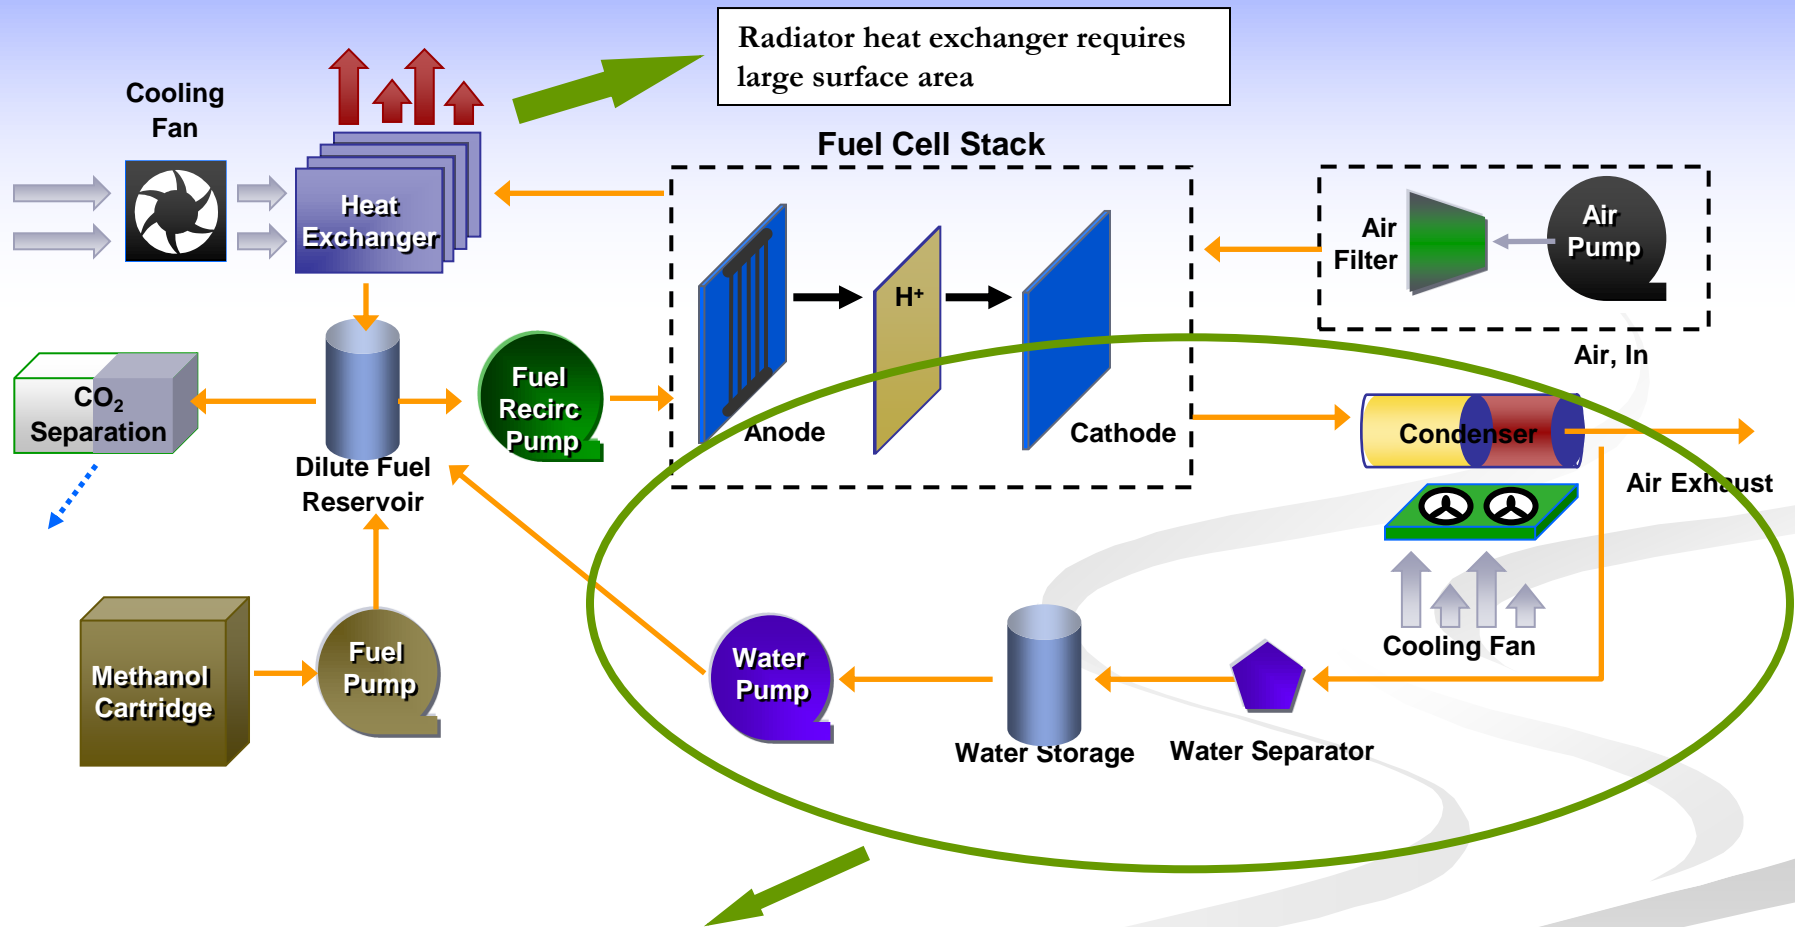 Radiator heat exchanger requires
large surface area
Cooling
Fan
Fuel Cell Stack
Heat
Exchanger
Air
Filter
Air
Pump
H+
Air, In
CO2
Separation
Fuel
Recirc
Pump
Anode
Cathode
Condenser
Dilute Fuel
Reservoir
Air Exhaust
Cooling Fan
Methanol
Cartridge
Fuel
Pump
Water
Pump
Water Storage
Water Separator